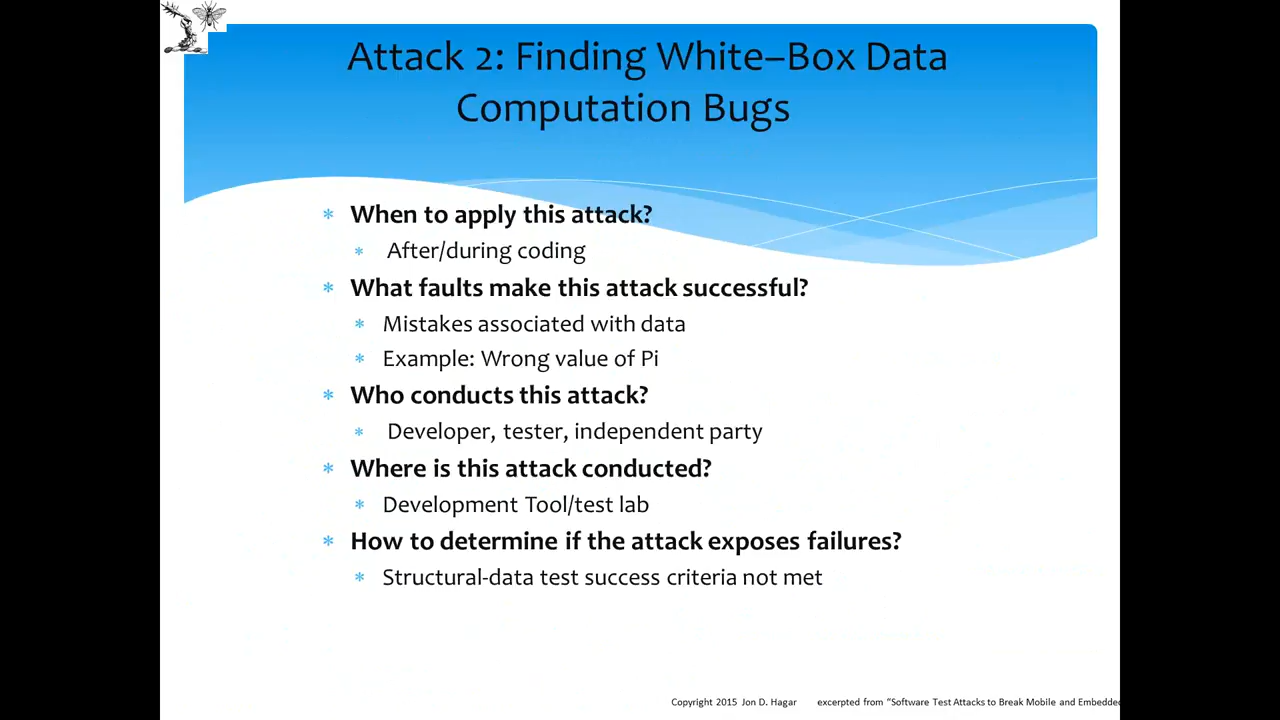 Attack 2: Finding White–Box Data
Computation Bugs
* When to apply this attack?
* After/during coding
* What faults make this attack successful?
* Mistakes associated with data
* Example: Wrong value of Pi
* Who conducts this attack?
* Developer, tester, independent party
* Where is this attack conducted?
* Development Tool/test lab
* How to determine if the attack exposes failures?
* Structural-data test success criteria not met
Copyright 2015 Jon D. Hagar excerpted from “Software Test Attacks to Break Mobile and Embedded